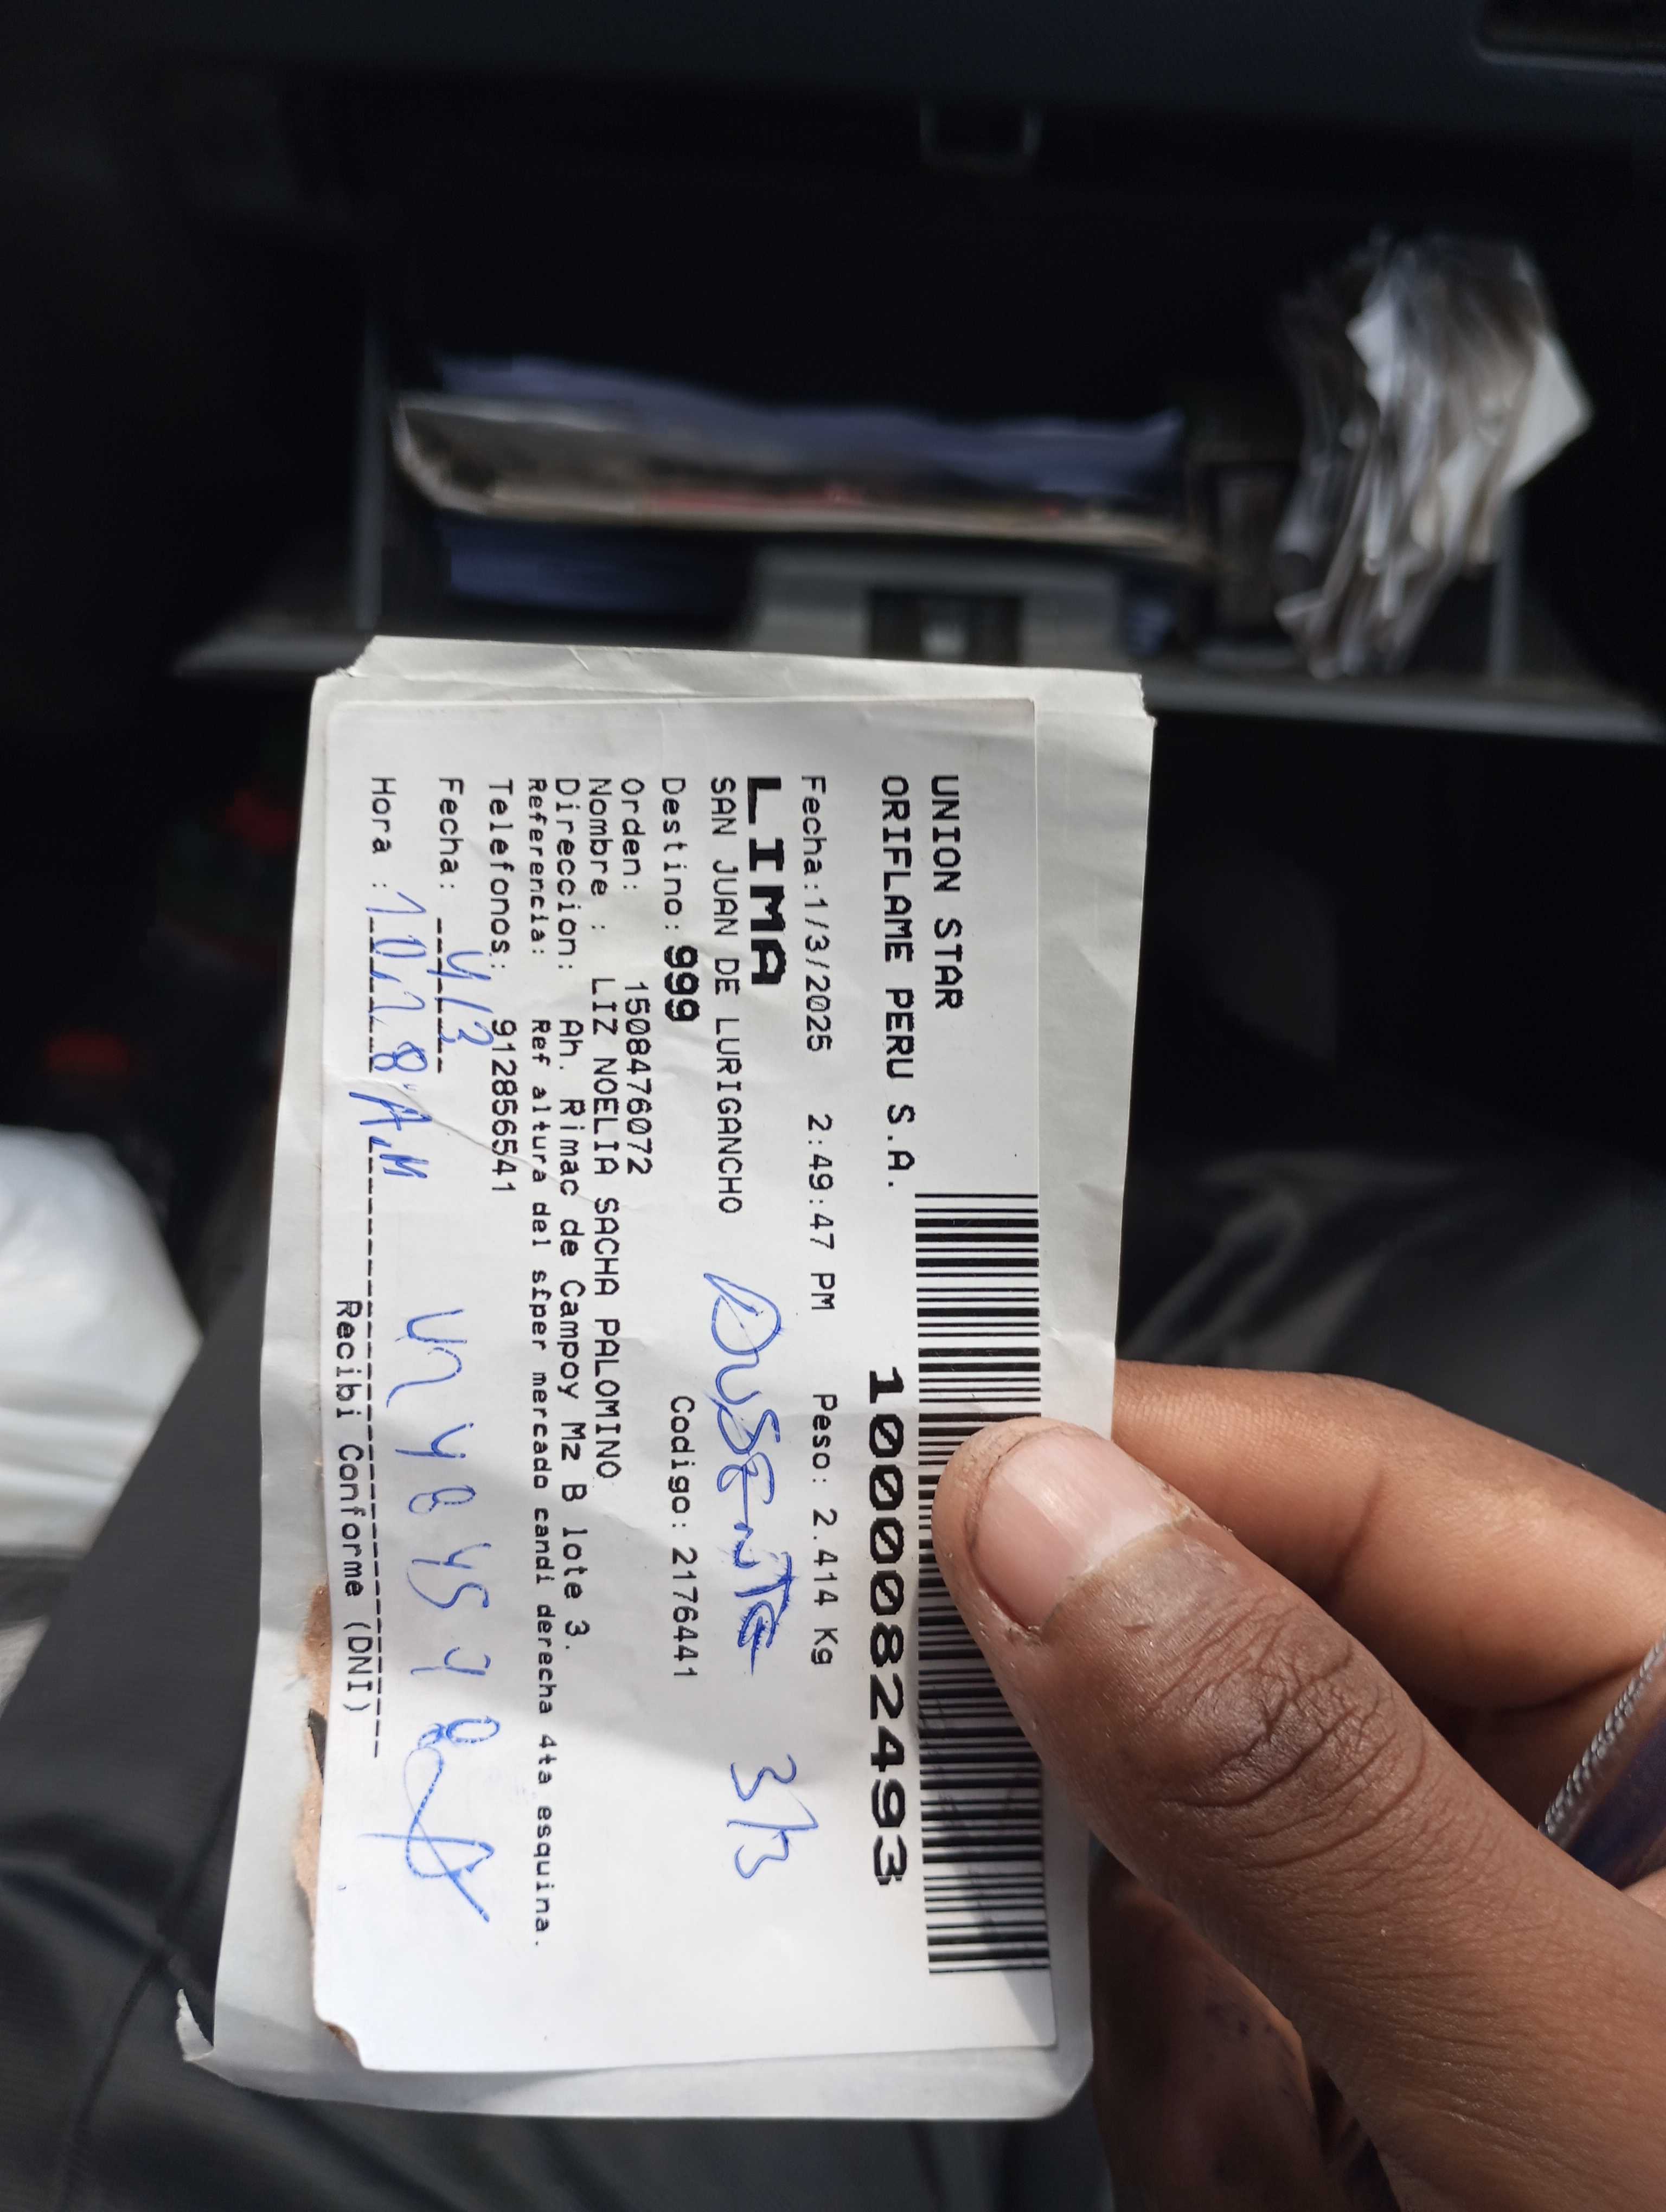 UNION STAR
ORIFLAME PERU S.A.
1000082493
Fecha:1/3/2025 2:49:47 PM Peso: 2.414 Kg
LIMA
SAN JUAN DE LURIGANCHO AUSENTE 3/3
Destino: 999 Codigo: 2176441
Orden: 1508476072
Nombre : LIZ NOELIA SACHA PALOMINO
Direccion: Ah. Rimac de Campoy Mz B lote 3.
Referencia: Ref altura del sfper mercado candi derecha 4ta esquina.
Telefonos: 912856541
Fecha: 4/3
Hora : 10:28 A.M
Recibi Conforme (DNI)